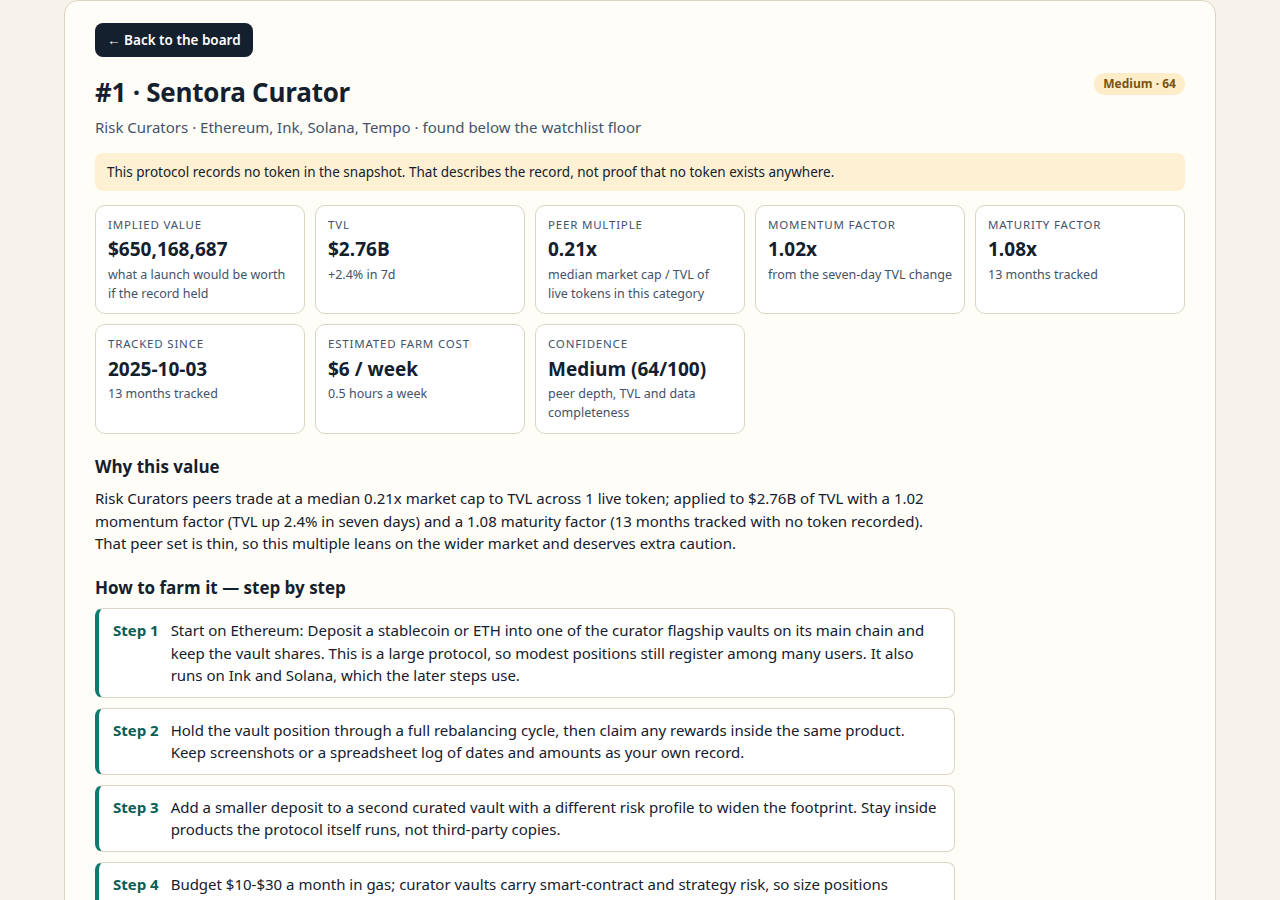 ← Back to the board
#1 · Sentora Curator
Medium · 64
Risk Curators · Ethereum, Ink, Solana, Tempo · found below the watchlist floor
This protocol records no token in the snapshot. That describes the record, not proof that no token exists anywhere.
IMPLIED VALUE
$650,168,687
what a launch would be worth
if the record held
TVL
$2.76B
+2.4% in 7d
PEER MULTIPLE
0.21x
median market cap / TVL of
live tokens in this category
MOMENTUM FACTOR
1.02x
from the seven-day TVL change
MATURITY FACTOR
1.08x
13 months tracked
TRACKED SINCE
2025-10-03
13 months tracked
ESTIMATED FARM COST
$6 / week
0.5 hours a week
CONFIDENCE
Medium (64/100)
peer depth, TVL and data
completeness
Why this value
Risk Curators peers trade at a median 0.21x market cap to TVL across 1 live token; applied to $2.76B of TVL with a 1.02
momentum factor (TVL up 2.4% in seven days) and a 1.08 maturity factor (13 months tracked with no token recorded).
That peer set is thin, so this multiple leans on the wider market and deserves extra caution.
How to farm it — step by step
Step 1 Start on Ethereum: Deposit a stablecoin or ETH into one of the curator flagship vaults on its main chain and
keep the vault shares. This is a large protocol, so modest positions still register among many users. It also
runs on Ink and Solana, which the later steps use.
Step 2 Hold the vault position through a full rebalancing cycle, then claim any rewards inside the same product.
Keep screenshots or a spreadsheet log of dates and amounts as your own record.
Step 3 Add a smaller deposit to a second curated vault with a different risk profile to widen the footprint. Stay inside
products the protocol itself runs, not third-party copies.
Step 4 Budget $10-$30 a month in gas; curator vaults carry smart-contract and strategy risk, so size positions